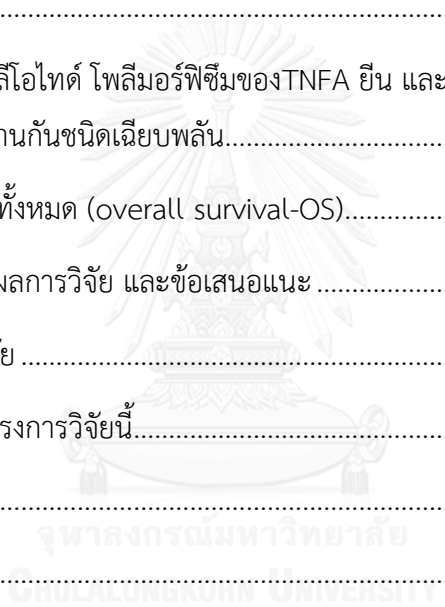 ..........................................................................
ลีโอไทด์ โพลีมอร์ฟิซึมของTNFA ยีน และ
านกันชนิดเฉียบพลัน..............................
ทั้งหมด (overall survival-OS)..................
ผลการวิจัย และข้อเสนอแนะ ........................
ัย ..........................................................
รงการวิจัยนี้..........................................
..........................................................................
จุฬาลงกรณ์มหาวิทยาลัย
..........................................................................
CHULALONGKORN UNIVERSITY